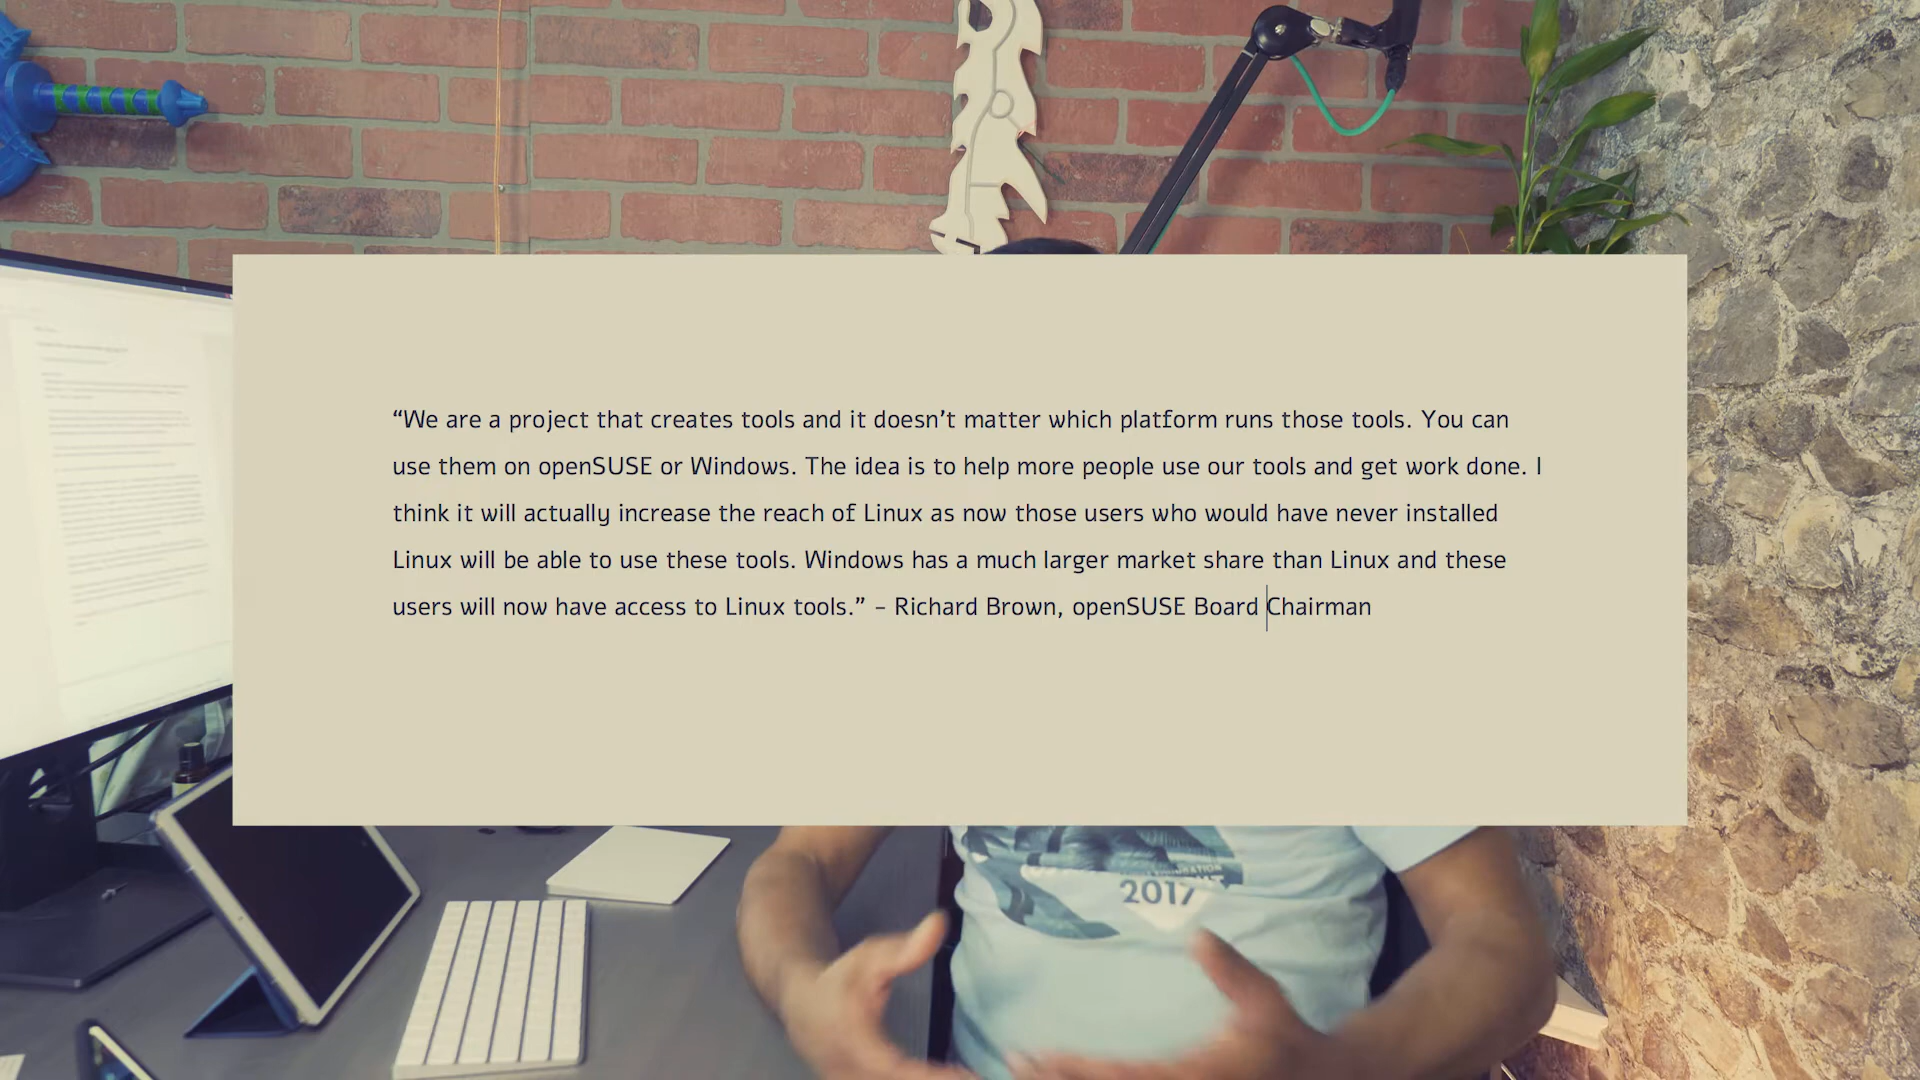 “We are a project that creates tools and it doesn’t matter which platform runs those tools. You can
use them on openSUSE or Windows. The idea is to help more people use our tools and get work done. I
think it will actually increase the reach of Linux as now those users who would have never installed
Linux will be able to use these tools. Windows has a much larger market share than Linux and these
users will now have access to Linux tools.” – Richard Brown, openSUSE Board Chairman
2017